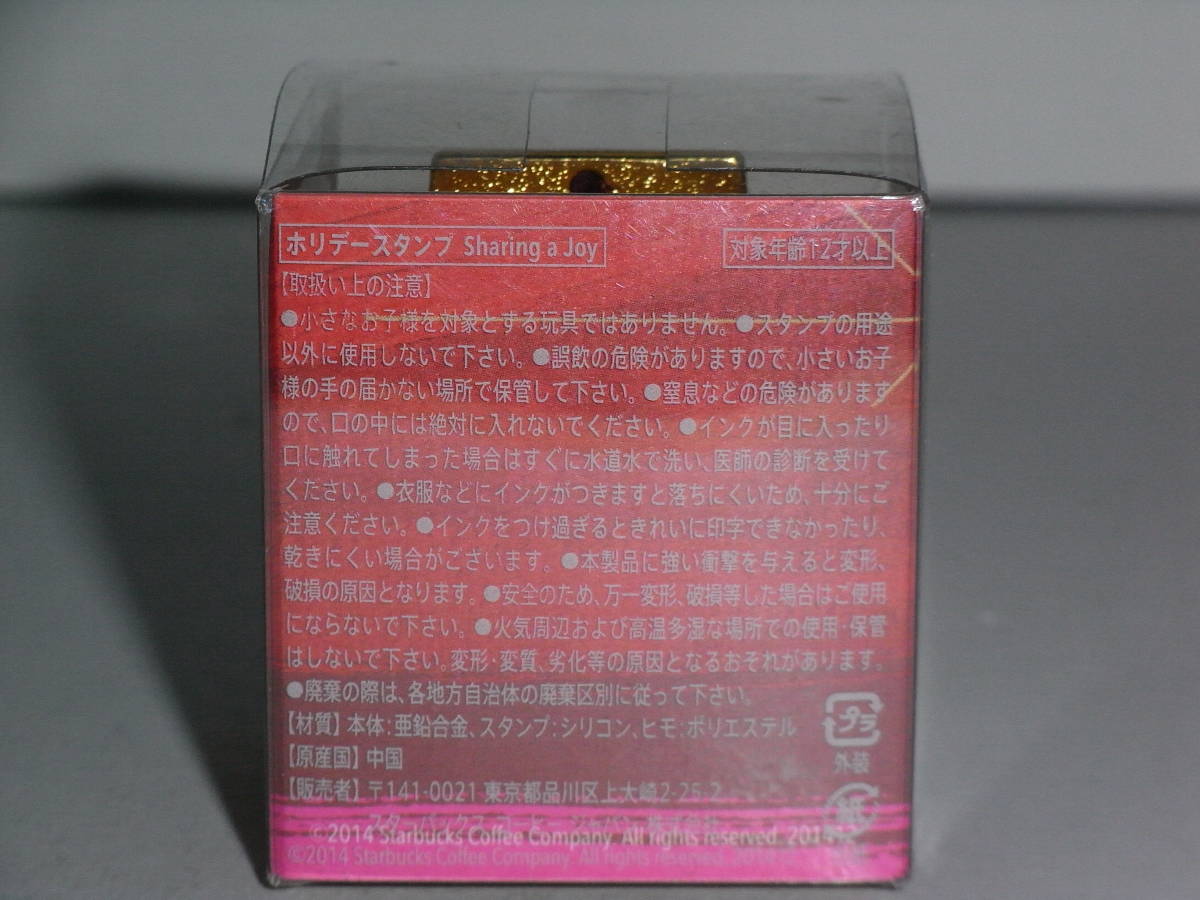 ホリデースタンプ Sharing a Joy
対象年齢12才以上
【取扱い上の注意】
●小さなお子様を対象とする玩具ではありません。●スタンプの用途
以外に使用しないで下さい。●誤飲の危険がありますので、小さいお子
様の手の届かない場所で保管して下さい。●窒息などの危険があります
ので、口の中には絶対に入れないでください。●インクが目に入ったり
口に触れてしまった場合はすぐに水道水で洗い、医師の診断を受けて
ください。●衣服などにインクがつきますと落ちにくいため、十分にご
注意ください。●インクをつけ過ぎるときれいに印字できなかったり、
乾きにくい場合がございます。●本製品に強い衝撃を与えると変形、
破損の原因となります。●安全のため、万一変形、破損等した場合はご使用
にならないで下さい。●火気周辺および高温多湿な場所での使用・保管
はしないで下さい。変形・変質、劣化等の原因となるおそれがあります。
●廃棄の際は、各地方自治体の廃棄区別に従って下さい。
【材質】本体:亜鉛合金、スタンプ:シリコン、ヒモ:ポリエステル
プラ
【原産国】中国
外装
【販売者】〒141-0021 東京都品川区上大崎2-25-2
紙
スターバックス コーヒー ジャパン 株式会社
©2014 Starbucks Coffee Company. All rights reserved.